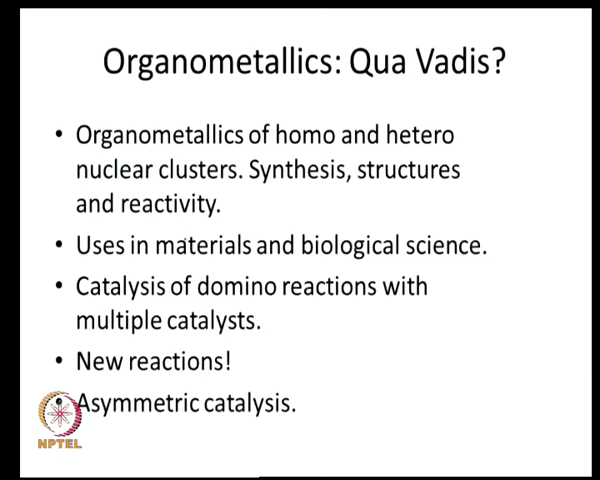 Organometallics: Qua Vadis?
• Organometallics of homo and hetero
nuclear clusters. Synthesis, structures
and reactivity.
• Uses in materials and biological science.
• Catalysis of domino reactions with
multiple catalysts.
• New reactions!
Asymmetric catalysis.
NPTEL